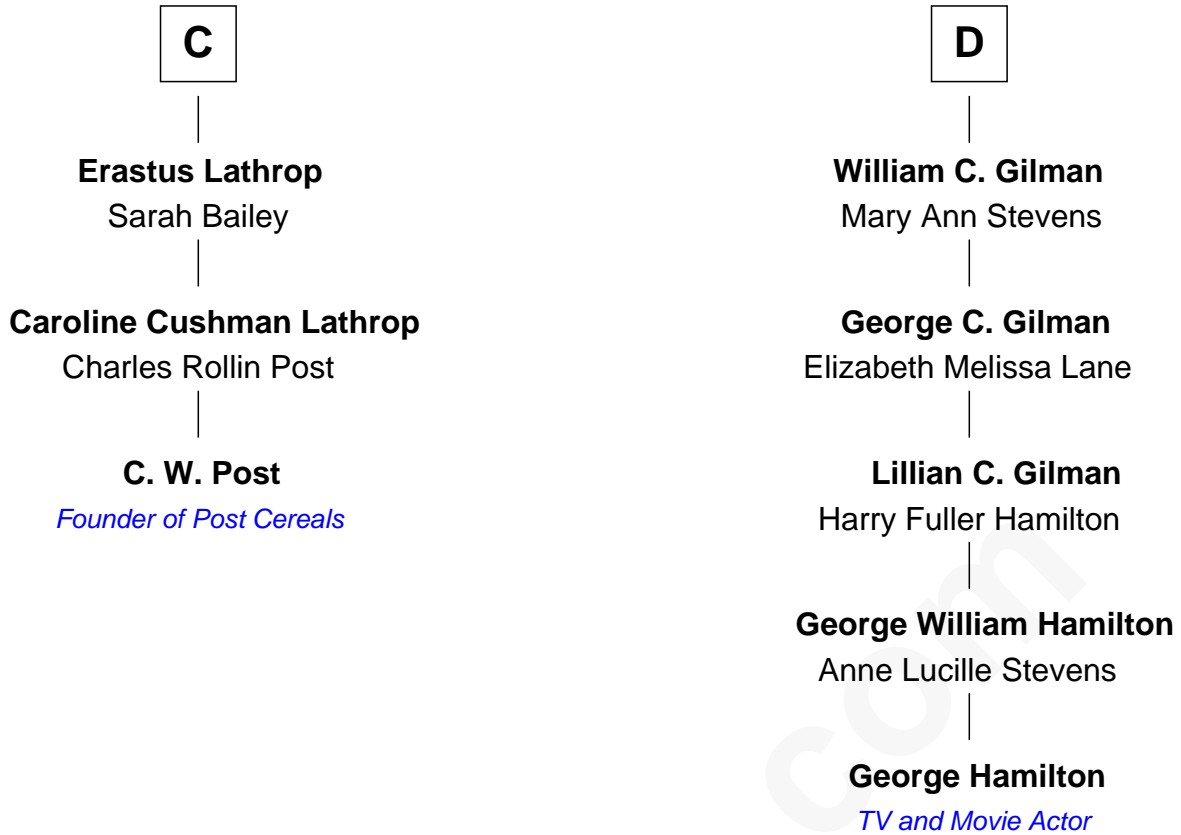 C
Erastus Lathrop
Sarah Bailey
Caroline Cushman Lathrop
Charles Rollin Post
C. W. Post
Founder of Post Cereals
D
William C. Gilman
Mary Ann Stevens
George C. Gilman
Elizabeth Melissa Lane
Lillian C. Gilman
Harry Fuller Hamilton
George William Hamilton
Anne Lucille Stevens
George Hamilton
TV and Movie Actor
com